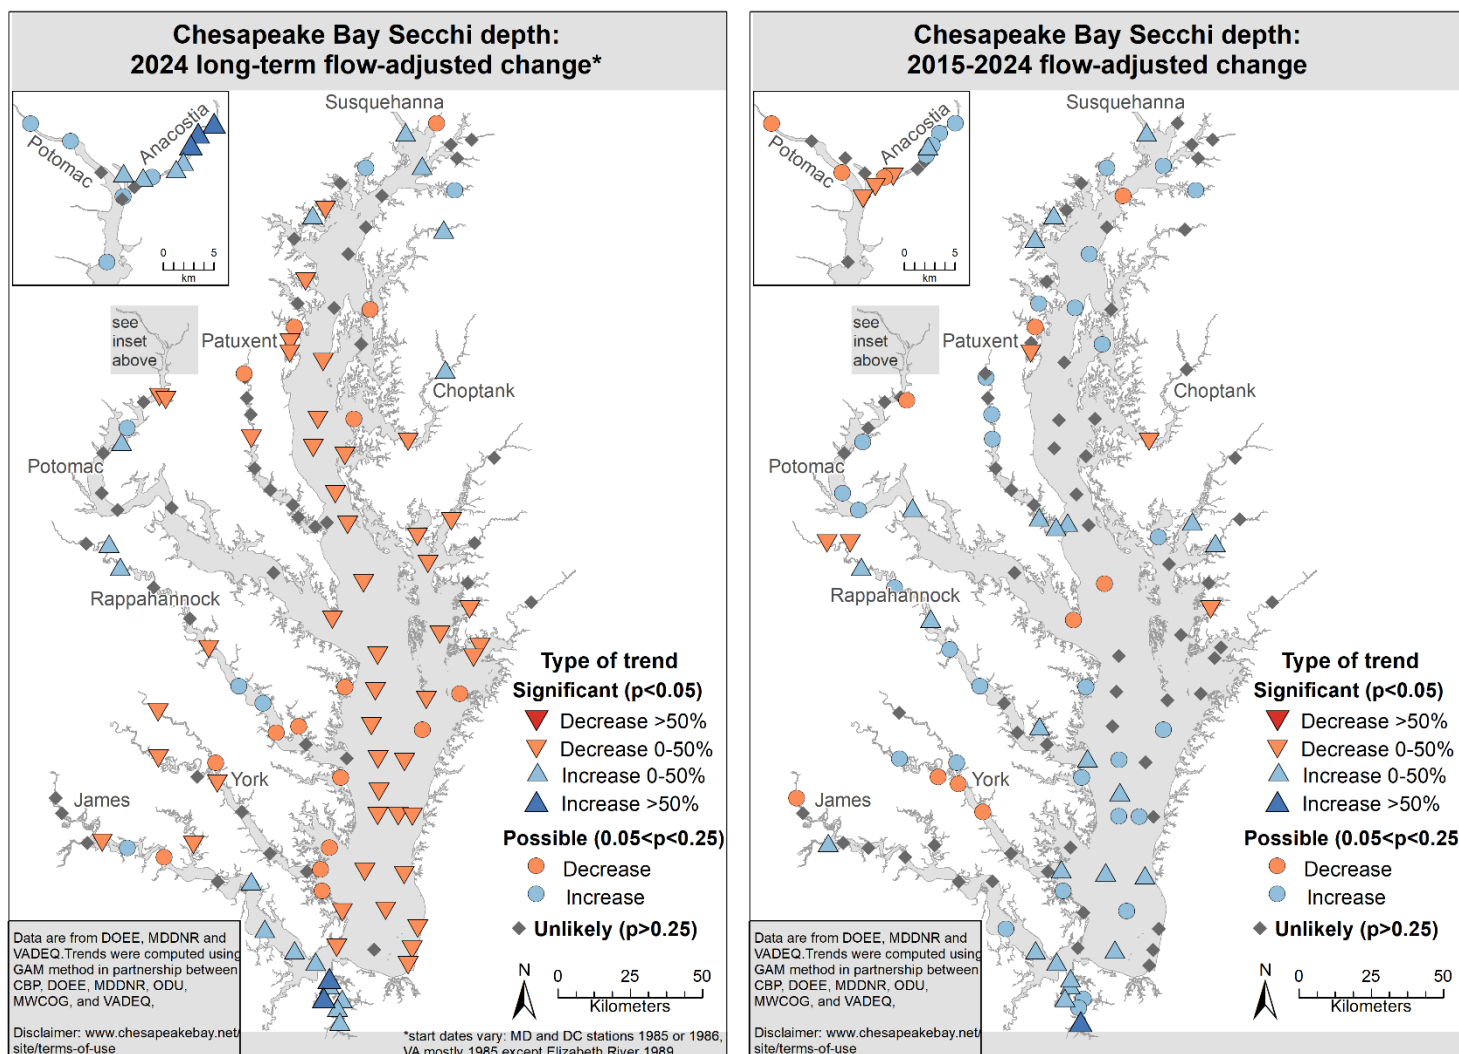 Chesapeake Bay Secchi depth:
2024 long-term flow-adjusted change*
Susquehanna
Anacostia
Potomac
0 5
km
see
inset
above
Patuxent
Choptank
Potomac
Rappahannock
York
James
Type of trend
Significant (p<0.05)
Decrease >50%
Decrease 0-50%
Increase 0-50%
Increase >50%
Possible (0.05<p<0.25)
Decrease
Increase
Unlikely (p>0.25)
N
0 25 50
Kilometers
Data are from DOEE, MDDNR and
VADEQ.Trends were computed using
GAM method in partnership between
CBP, DOEE, MDDNR, ODU,
MWCOG, and VADEQ,
Disclaimer: www.chesapeakebay.net/
site/terms-of-use
*start dates vary: MD and DC stations 1985 or 1986,
VA mostly 1985 except Elizabeth River 1989
Chesapeake Bay Secchi depth:
2015-2024 flow-adjusted change
Susquehanna
Anacostia
Potomac
0 5
km
see
inset
above
Patuxent
Choptank
Potomac
Rappahannock
York
James
Type of trend
Significant (p<0.05)
Decrease >50%
Decrease 0-50%
Increase 0-50%
Increase >50%
Possible (0.05<p<0.25
Decrease
Increase
Unlikely (p>0.25)
N
0 25 50
Kilometers
Data are from DOEE, MDDNR and
VADEQ.Trends were computed using
GAM method in partnership between
CBP, DOEE, MDDNR, ODU,
MWCOG, and VADEQ,
Disclaimer: www.chesapeakebay.net/
site/terms-of-use